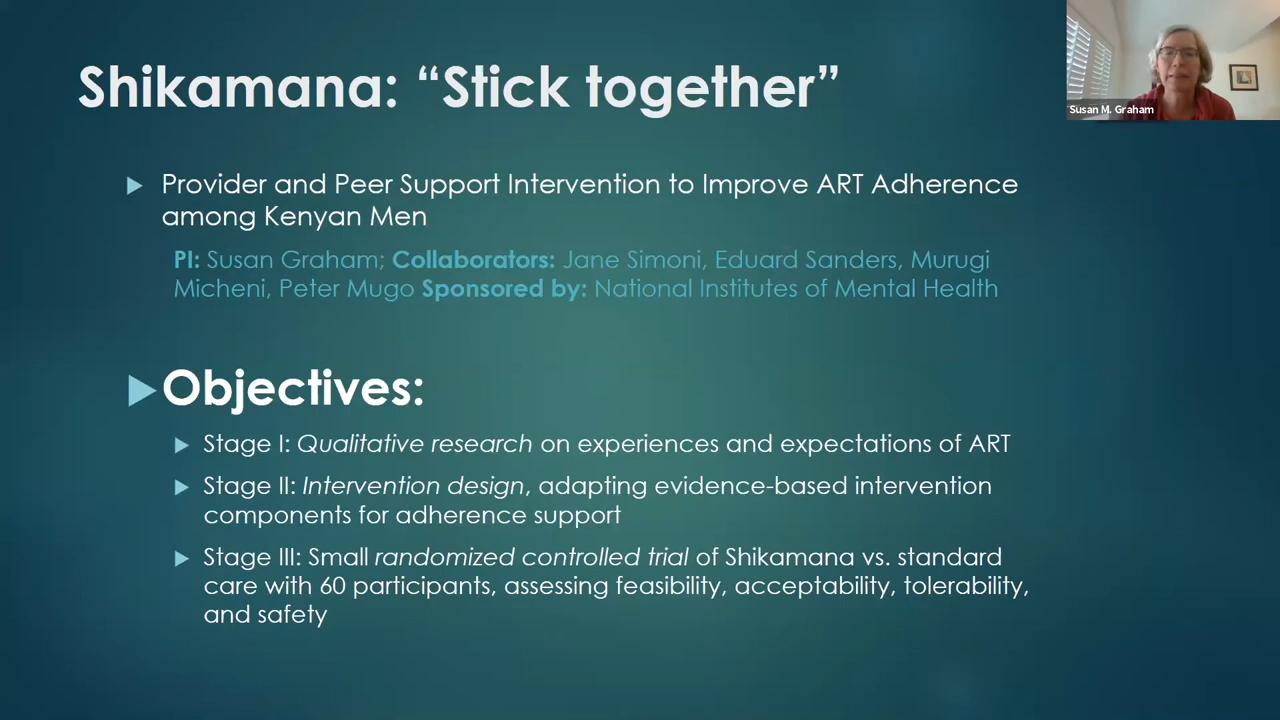 Shikamana: “Stick together”
Susan M. Graham
Provider and Peer Support Intervention to Improve ART Adherence
among Kenyan Men
PI: Susan Graham; Collaborators: Jane Simoni, Eduard Sanders, Murugi
Micheni, Peter Mugo Sponsored by: National Institutes of Mental Health
Objectives:
Stage I: Qualitative research on experiences and expectations of ART
Stage II: Intervention design, adapting evidence-based intervention
components for adherence support
Stage III: Small randomized controlled trial of Shikamana vs. standard
care with 60 participants, assessing feasibility, acceptability, tolerability,
and safety